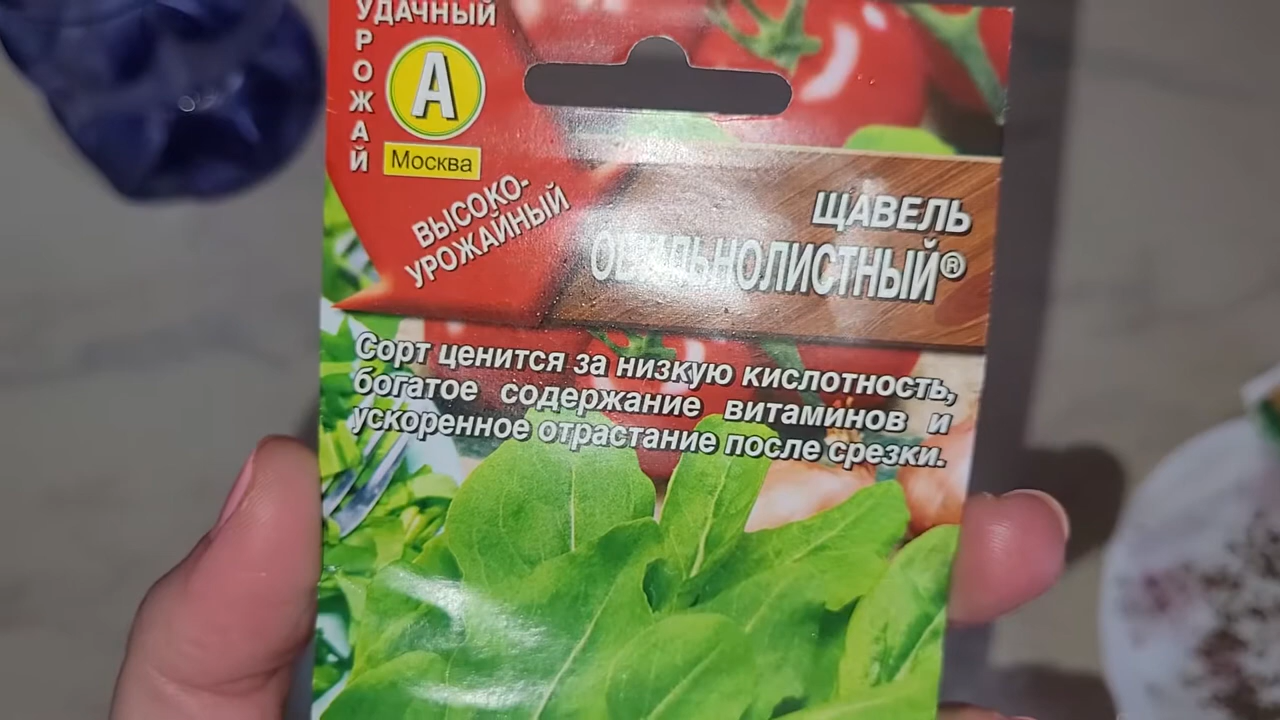 УДАЧНЫЙ
УРОЖАЙ
А
Москва
ВЫСОКО-
УРОЖАЙНЫЙ
ЩАВЕЛЬ
ОБИЛЬНОЛИСТНЫЙ®
Сорт ценится за низкую кислотность,
богатое содержание витаминов и
ускоренное отрастание после срезки.